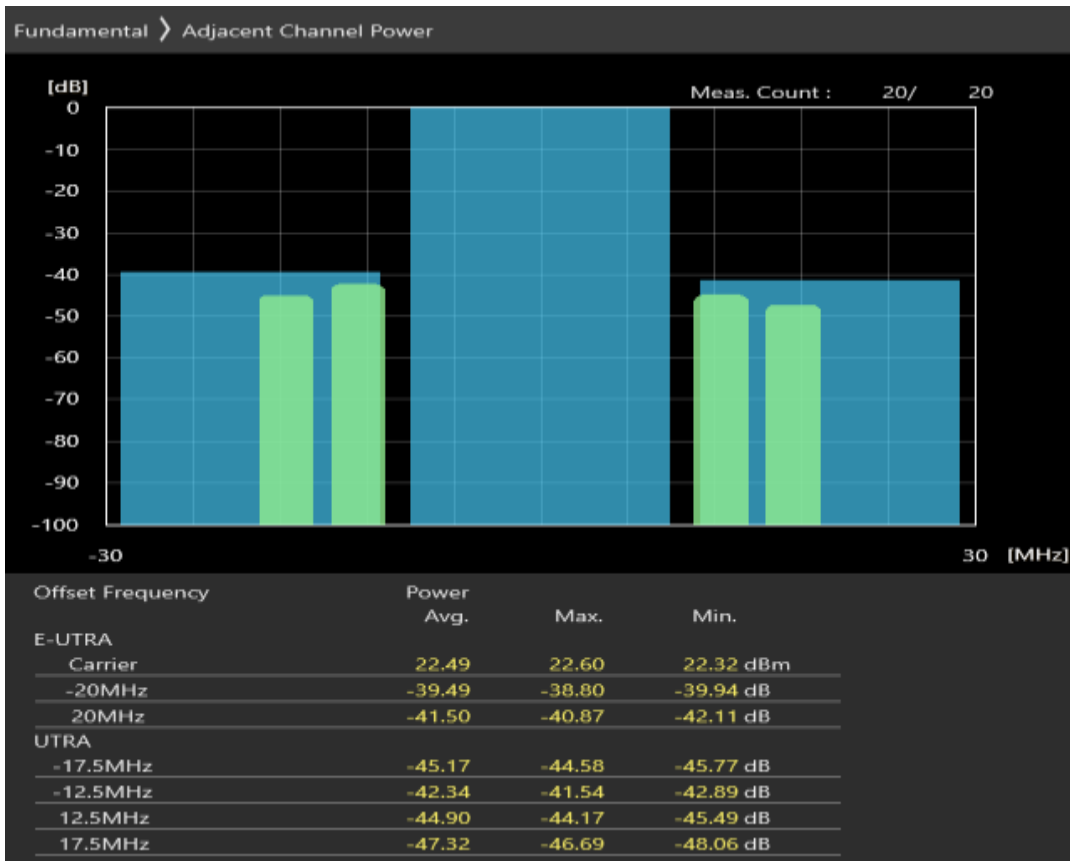 Fundamental ❯ Adjacent Channel Power
[dB]
Meas. Count : 20/ 20
0
-10
-20
-30
-40
-50
-60
-70
-80
-90
-100
-30 30 [MHz]
Offset Frequency Power
Avg. Max. Min.
E-UTRA
Carrier 22.49 22.60 22.32 dBm
-20MHz -39.49 -38.80 -39.94 dB
20MHz -41.50 -40.87 -42.11 dB
UTRA
-17.5MHz -45.17 -44.58 -45.77 dB
-12.5MHz -42.34 -41.54 -42.89 dB
12.5MHz -44.90 -44.17 -45.49 dB
17.5MHz -47.32 -46.69 -48.06 dB